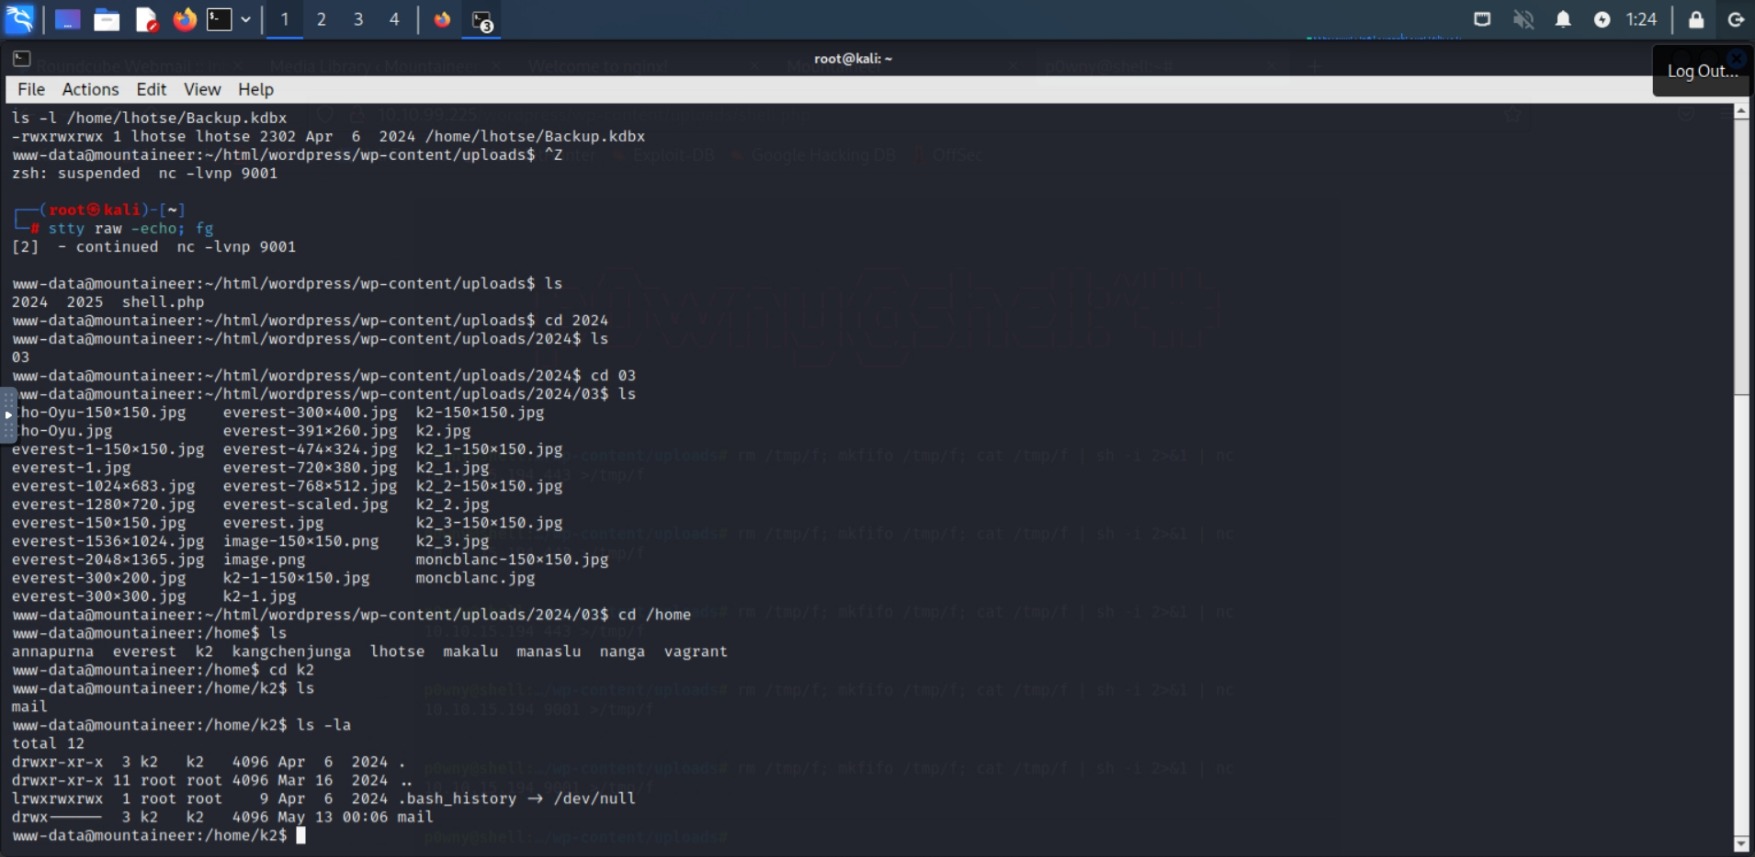 1 2 3 4 3 1:24
root@kali: ~
Log Out...
File Actions Edit View Help
ls -l /home/lhotse/Backup.kdbx
-rwxrwxrwx 1 lhotse lhotse 2302 Apr  6  2024 /home/lhotse/Backup.kdbx
www-data@mountaineer:~/html/wordpress/wp-content/uploads$ ^Z
zsh: suspended  nc -lvnp 9001
┌──(root㉿kali)-[~]
└─# stty raw -echo; fg
[2]  - continued  nc -lvnp 9001
www-data@mountaineer:~/html/wordpress/wp-content/uploads$ ls
2024  2025  shell.php
www-data@mountaineer:~/html/wordpress/wp-content/uploads$ cd 2024
www-data@mountaineer:~/html/wordpress/wp-content/uploads/2024$ ls
03
www-data@mountaineer:~/html/wordpress/wp-content/uploads/2024$ cd 03
www-data@mountaineer:~/html/wordpress/wp-content/uploads/2024/03$ ls
Cho-Oyu-150×150.jpg    everest-300×400.jpg  k2-150×150.jpg
Cho-Oyu.jpg            everest-391×260.jpg  k2.jpg
everest-1-150×150.jpg  everest-474×324.jpg  k2_1-150×150.jpg
everest-1.jpg          everest-720×380.jpg  k2_1.jpg
everest-1024×683.jpg   everest-768×512.jpg  k2_2-150×150.jpg
everest-1280×720.jpg   everest-scaled.jpg   k2_2.jpg
everest-150×150.jpg    everest.jpg          k2_3-150×150.jpg
everest-1536×1024.jpg  image-150×150.png    k2_3.jpg
everest-2048×1365.jpg  image.png            moncblanc-150×150.jpg
everest-300×200.jpg    k2-1-150×150.jpg     moncblanc.jpg
everest-300×300.jpg    k2-1.jpg
www-data@mountaineer:~/html/wordpress/wp-content/uploads/2024/03$ cd /home
www-data@mountaineer:/home$ ls
annapurna  everest  k2  kangchenjunga  lhotse  makalu  manaslu  nanga  vagrant
www-data@mountaineer:/home$ cd k2
www-data@mountaineer:/home/k2$ ls
mail
www-data@mountaineer:/home/k2$ ls -la
total 12
drwxr-xr-x  3 k2   k2   4096 Apr  6  2024 .
drwxr-xr-x 11 root root 4096 Mar 16  2024 ..
lrwxrwxrwx  1 root root    9 Apr  6  2024 .bash_history → /dev/null
drwx------  3 k2   k2   4096 May 13 00:06 mail
www-data@mountaineer:/home/k2$